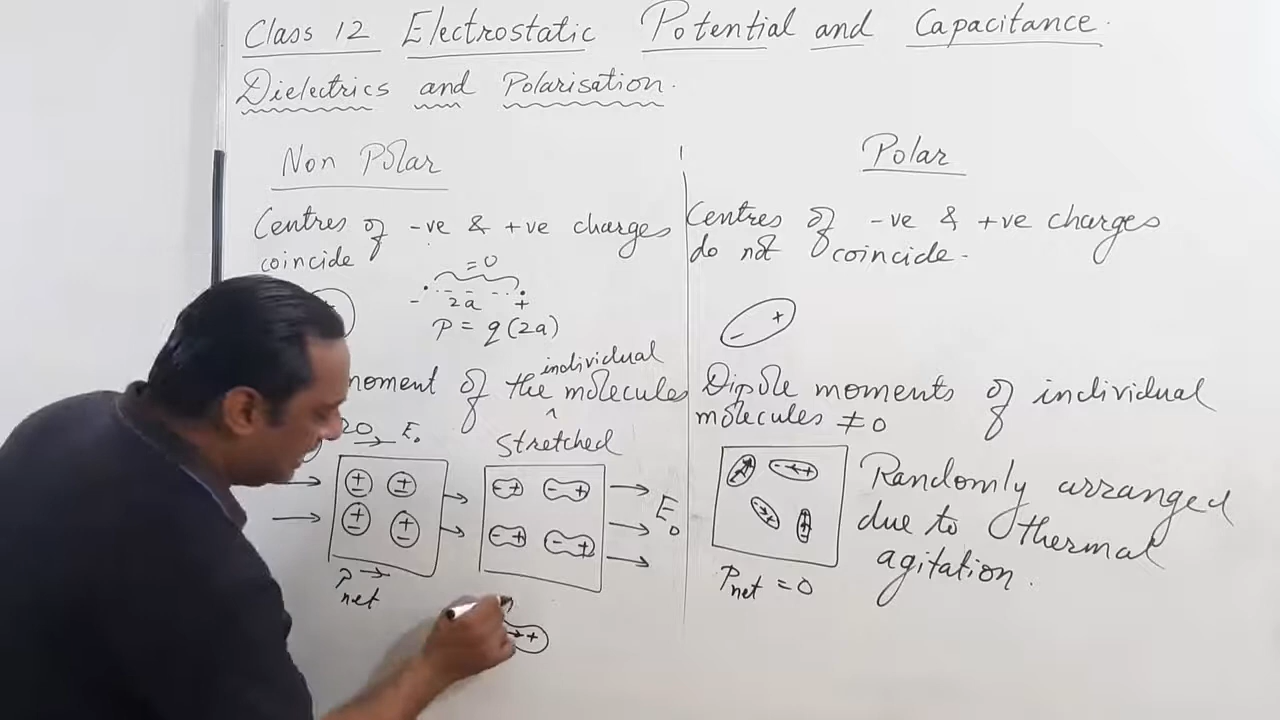 Class 12 Electrostatic Potential and Capacitance.
Dielectrics and Polarisation.
Non Polar
Centres of -ve & +ve charges
coincide
= 0
- 2a +
P = q(2a)
individual
moment of the ^ molecules
E₀
Stretched
± ± ± ±
- + - + - + - +
E₀
P net
+
Polar
Centres of -ve & +ve charges
do not coincide.
- +
Dipole moments of individual
molecules ≠ 0
Randomly arranged
due to thermal
agitation.
Pnet = 0